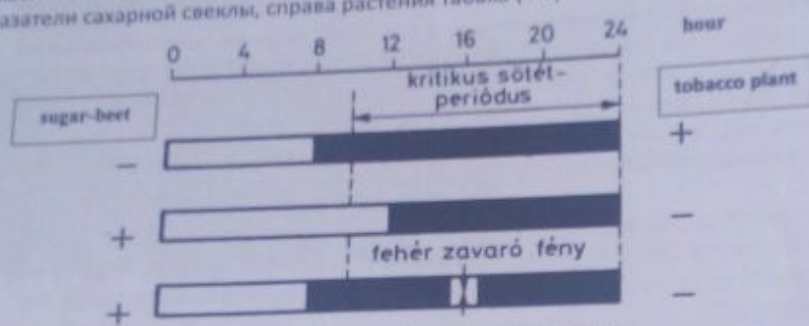 азатели сахарной свеклы, справа растения табака
0 4 8 12 16 20 24 hour
kritikus sötét-
periódus
sugar-beet
tobacco plant
− +
+ −
fehér zavaró fény
+ −